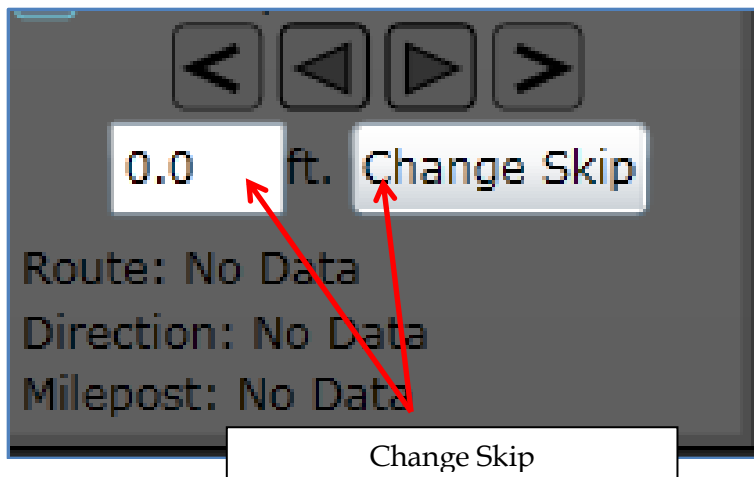 < ◀ ▶ >
0.0 ft. Change Skip
Route: No Data
Direction: No Data
Milepost: No Data
Change Skip